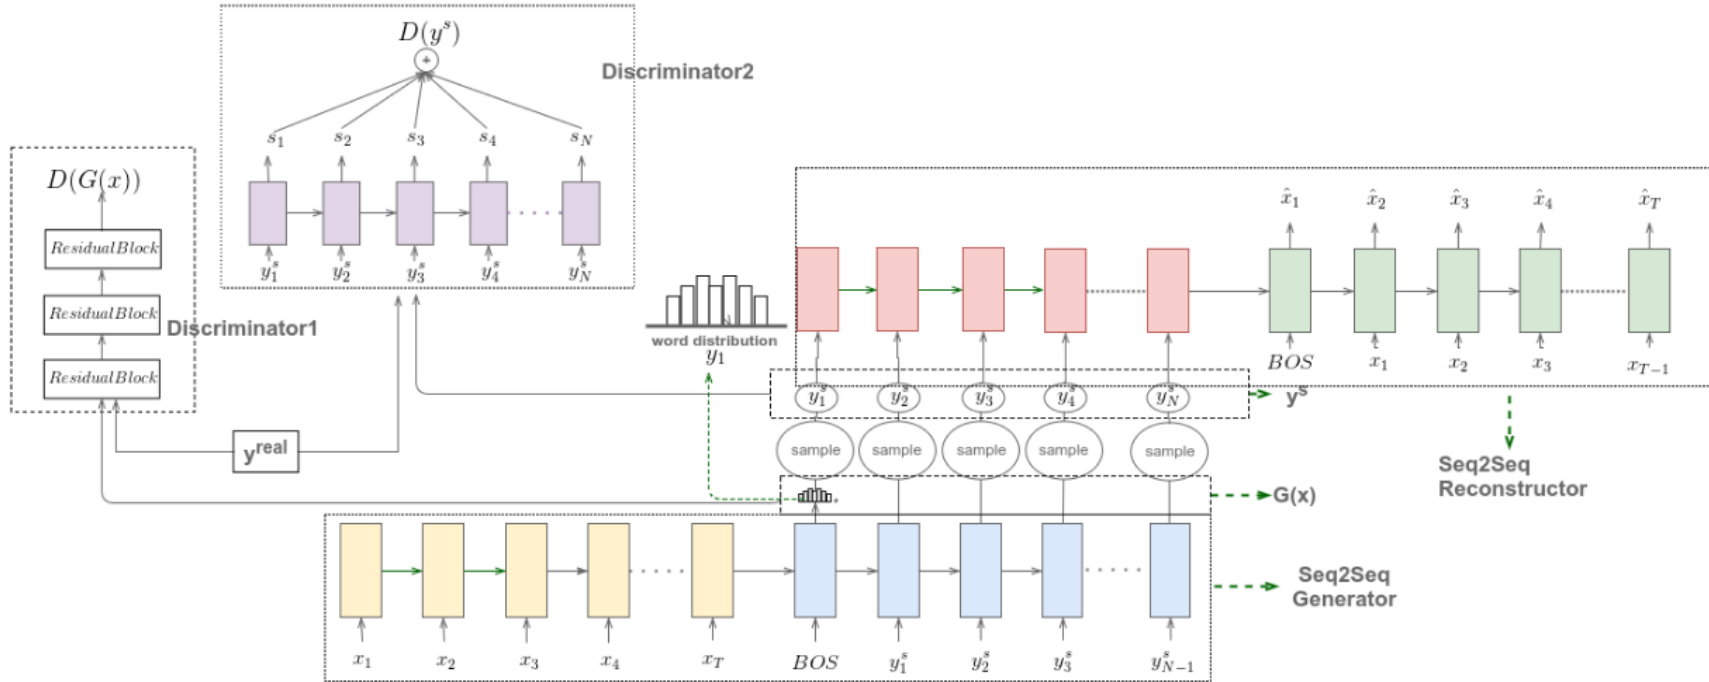 D(y^s)
+
Discriminator2
s_1 s_2 s_3 s_4 s_N
y_1^s y_2^s y_3^s y_4^s y_N^s
D(G(x))
ResidualBlock
ResidualBlock
ResidualBlock
Discriminator1
y^real
word distribution
y_1
x̂_1 x̂_2 x̂_3 x̂_4 x̂_T
BOS x_1 x_2 x_3 x_{T-1}
y_1^s y_2^s y_3^s y_4^s y_N^s
y^s
sample sample sample sample sample
Seq2Seq
Reconstructor
G(x)
Seq2Seq
Generator
x_1 x_2 x_3 x_4 x_T BOS y_1^s y_2^s y_3^s y_{N-1}^s